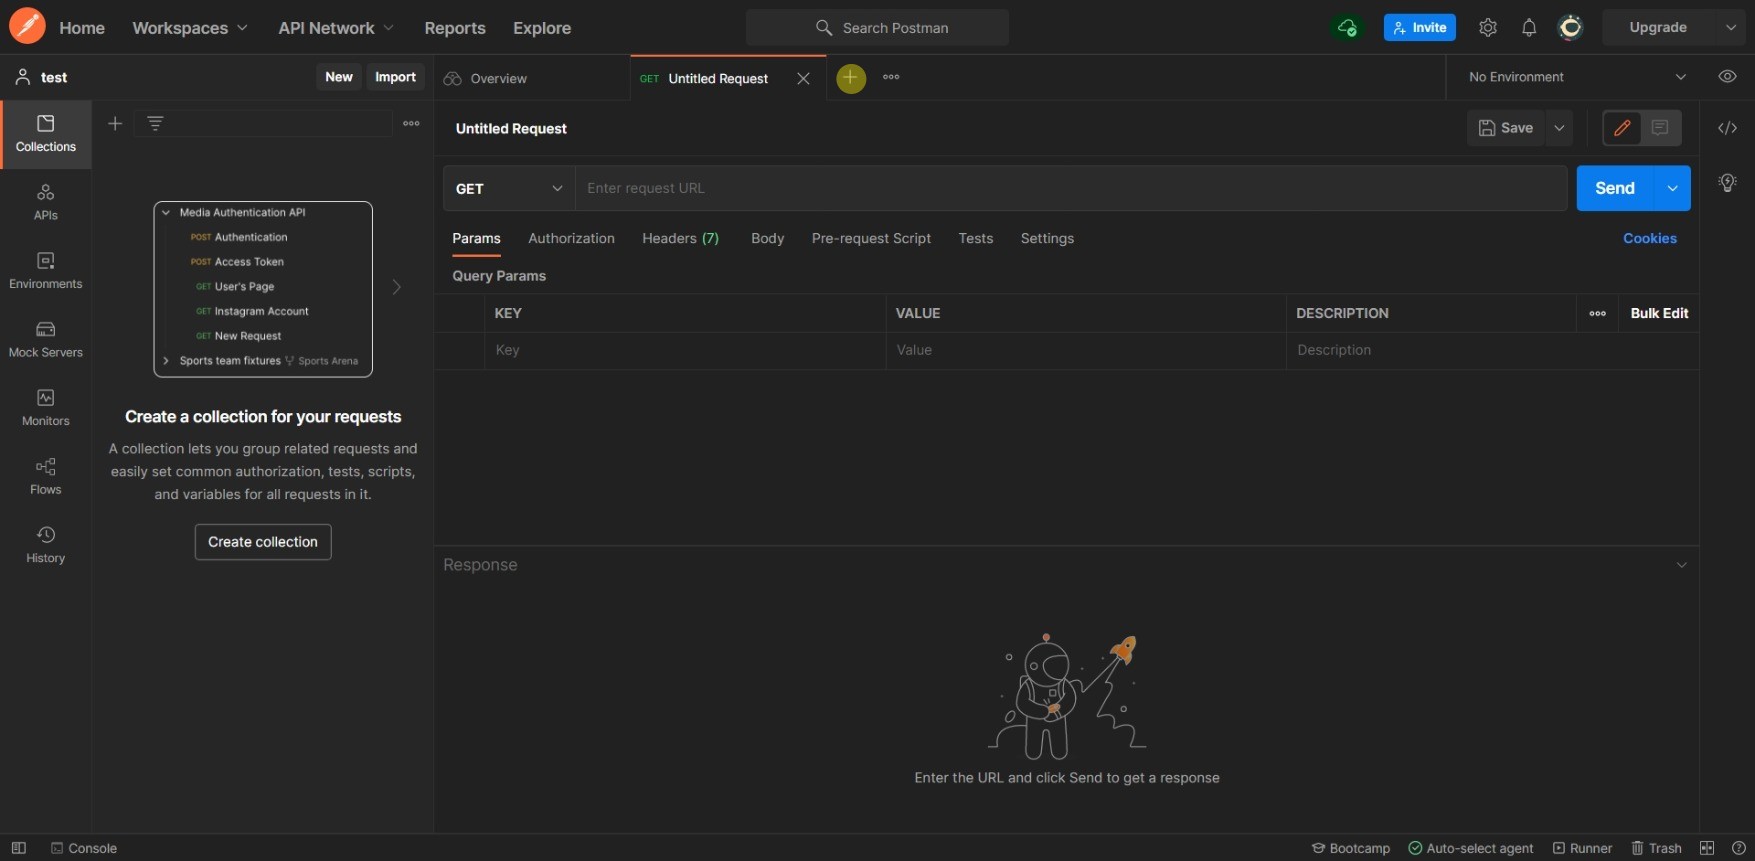 Home
Workspaces
API Network
Reports
Explore
Search Postman
Invite
Upgrade
test
New
Import
Overview
GET Untitled Request
No Environment
Collections
APIs
Environments
Mock Servers
Monitors
Flows
History
Media Authentication API
POST Authentication
POST Access Token
GET User's Page
GET Instagram Account
GET New Request
Sports team fixtures Sports Arena
Create a collection for your requests
A collection lets you group related requests and
easily set common authorization, tests, scripts,
and variables for all requests in it.
Create collection
Untitled Request
Save
GET
Enter request URL
Send
Params
Authorization
Headers (7)
Body
Pre-request Script
Tests
Settings
Cookies
Query Params
KEY
VALUE
DESCRIPTION
Bulk Edit
Key
Value
Description
Response
Enter the URL and click Send to get a response
Console
Bootcamp
Auto-select agent
Runner
Trash